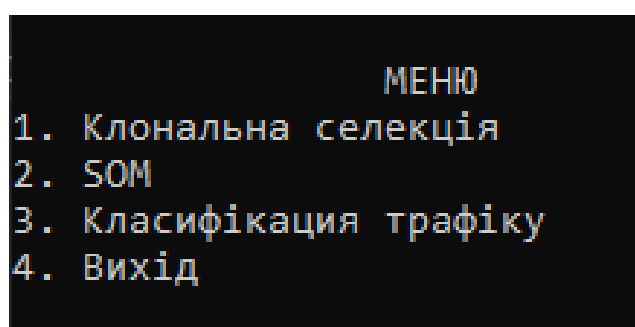 МЕНЮ
1. Клональна селекція
2. SOM
3. Класифікация трафіку
4. Вихід